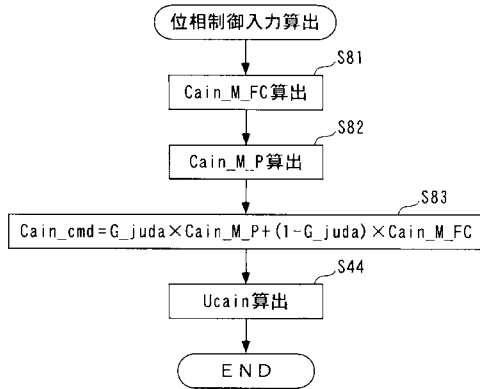 位相制御入力算出
S81
Cain_M_FC算出
S82
Cain_M_P算出
S83
Cain_cmd=G_juda×Cain_M_P+(1-G_juda)×Cain_M_FC
S44
Ucain算出
END